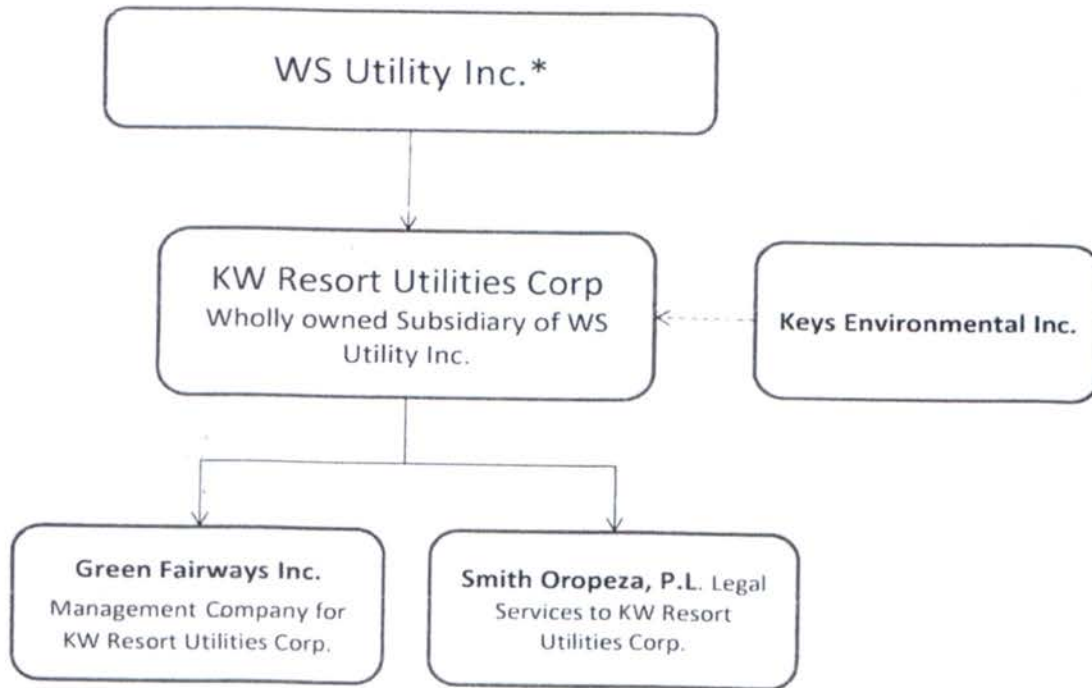 WS Utility Inc.*
KW Resort Utilities Corp
Wholly owned Subsidiary of WS
Utility Inc.
Keys Environmental Inc.
Green Fairways Inc.
Management Company for
KW Resort Utilities Corp.
Smith Oropeza, P.L. Legal
Services to KW Resort
Utilities Corp.